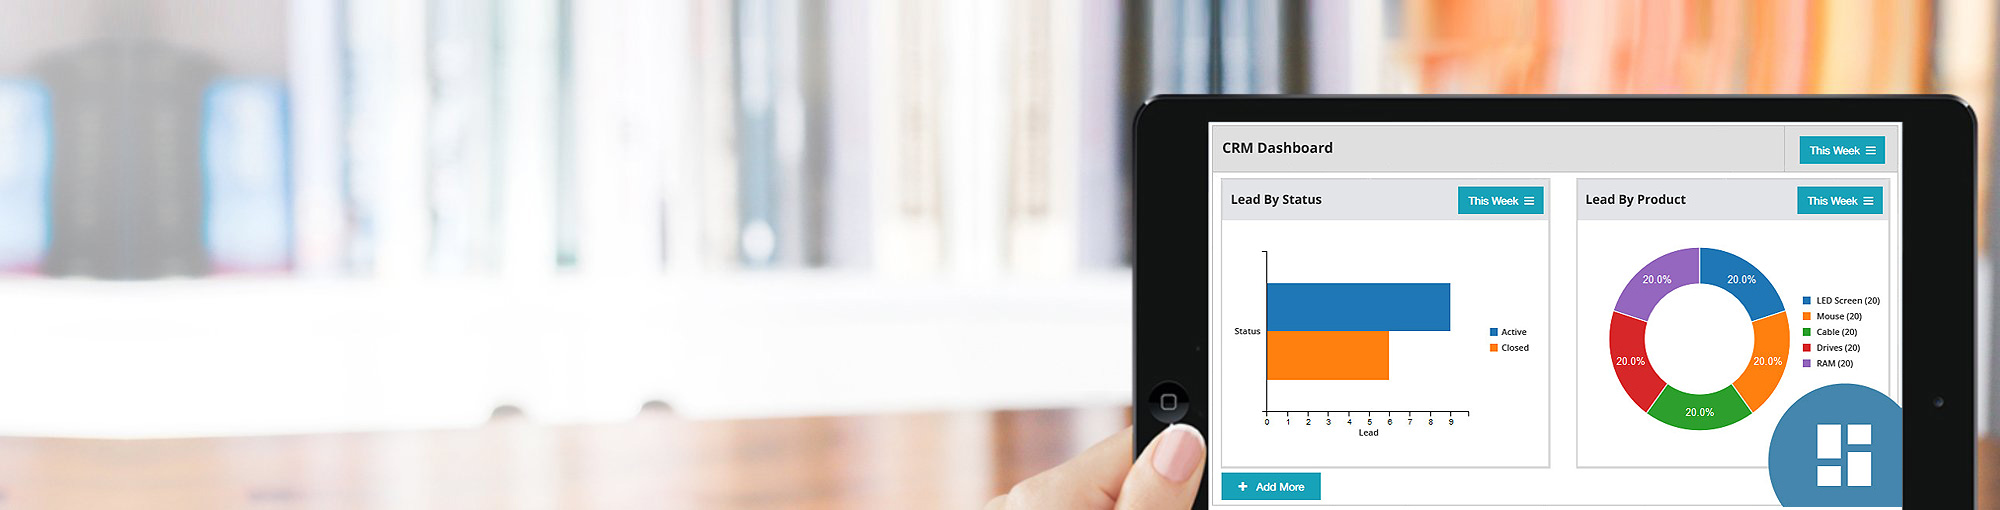 CRM Dashboard
This Week
Lead By Status
This Week
Status
0 1 2 3 4 5 6 7 8 9
Lead
Active
Closed
Lead By Product
This Week
20.0%
20.0%
20.0%
20.0%
20.0%
LED Screen (20)
Mouse (20)
Cable (20)
Drives (20)
RAM (20)
+ Add More